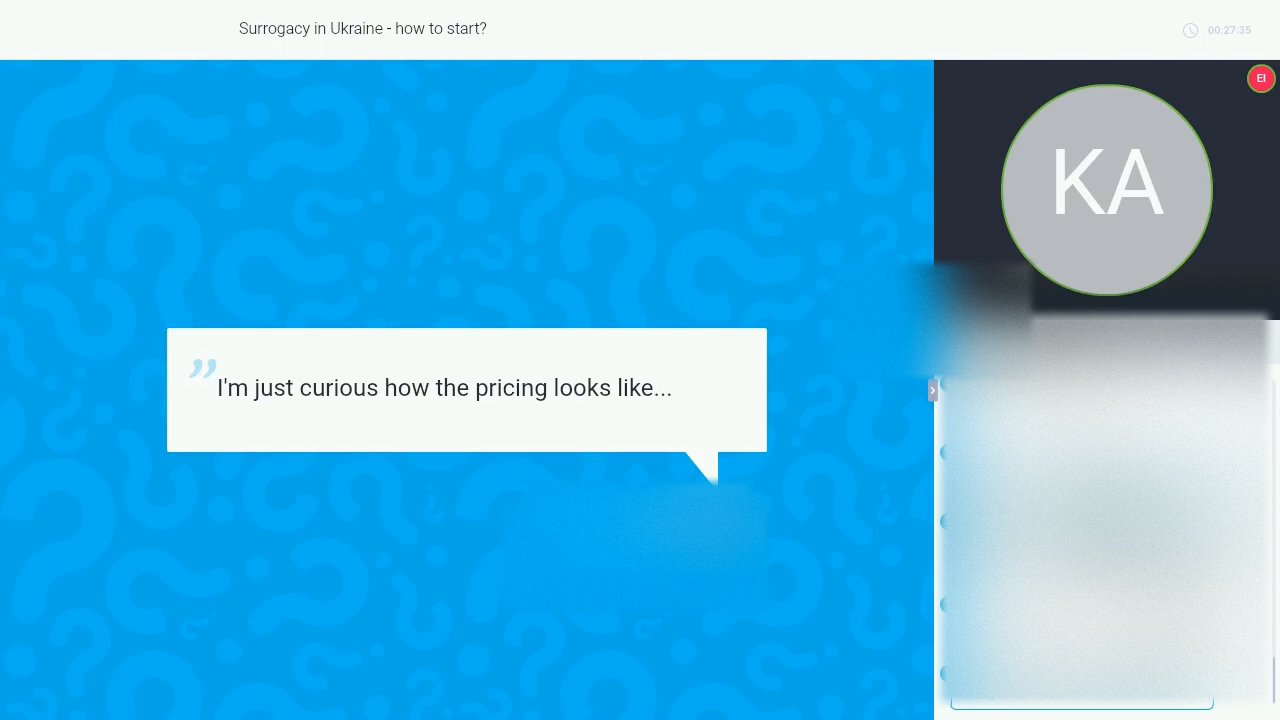 Surrogacy in Ukraine - how to start?
00:27:35
EI
KA
” I'm just curious how the pricing looks like...